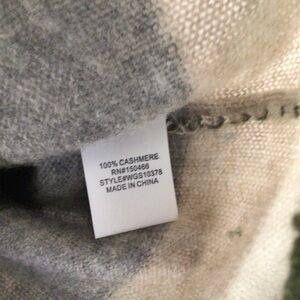 100% CASHMERE
RN#150466
STYLE#WGS10378
MADE IN CHINA